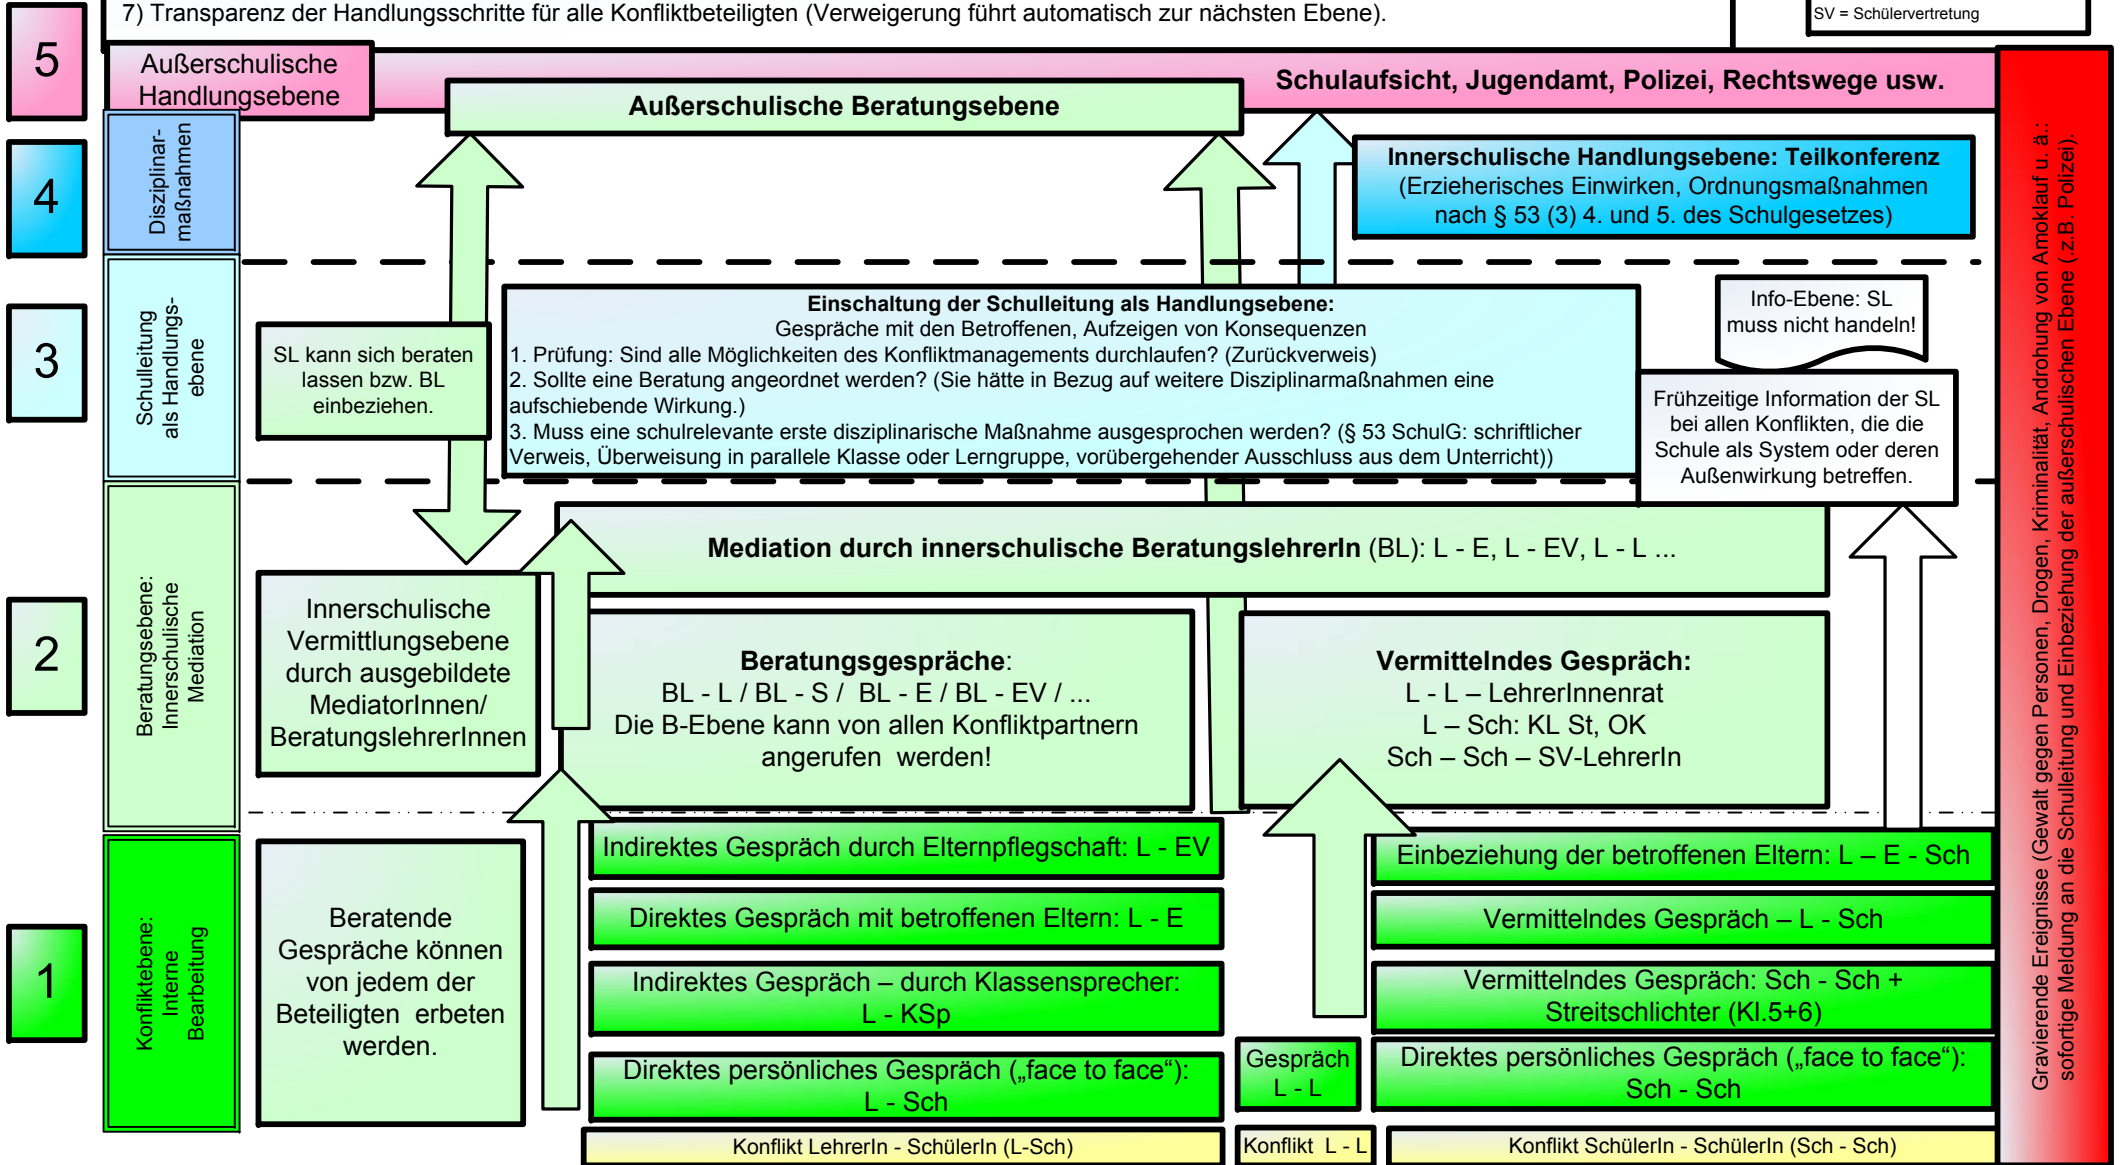 7) Transparenz der Handlungsschritte für alle Konfliktbeteiligten (Verweigerung führt automatisch zur nächsten Ebene).
SV = Schülervertretung
5
Außerschulische
Handlungsebene
Schulaufsicht, Jugendamt, Polizei, Rechtswege usw.
Außerschulische Beratungsebene
4
Disziplinar-
maßnahmen
Innerschulische Handlungsebene: Teilkonferenz
(Erzieherisches Einwirken, Ordnungsmaßnahmen
nach § 53 (3) 4. und 5. des Schulgesetzes)
3
Schulleitung
als Handlungs-
ebene
SL kann sich beraten
lassen bzw. BL
einbeziehen.
Einschaltung der Schulleitung als Handlungsebene:
Gespräche mit den Betroffenen, Aufzeigen von Konsequenzen
1. Prüfung: Sind alle Möglichkeiten des Konfliktmanagements durchlaufen? (Zurückverweis)
2. Sollte eine Beratung angeordnet werden? (Sie hätte in Bezug auf weitere Disziplinarmaßnahmen eine
aufschiebende Wirkung.)
3. Muss eine schulrelevante erste disziplinarische Maßnahme ausgesprochen werden? (§ 53 SchulG: schriftlicher
Verweis, Überweisung in parallele Klasse oder Lerngruppe, vorübergehender Ausschluss aus dem Unterricht))
Info-Ebene: SL
muss nicht handeln!
Frühzeitige Information der SL
bei allen Konflikten, die die
Schule als System oder deren
Außenwirkung betreffen.
2
Beratungsebene:
Innerschulische
Mediation
Mediation durch innerschulische BeratungslehrerIn (BL): L - E, L - EV, L - L ...
Innerschulische
Vermittlungsebene
durch ausgebildete
MediatorInnen/
BeratungslehrerInnen
Beratungsgespräche:
BL - L / BL - S / BL - E / BL - EV / ...
Die B-Ebene kann von allen Konfliktpartnern
angerufen werden!
Vermittelndes Gespräch:
L - L – LehrerInnenrat
L – Sch: KL St, OK
Sch – Sch – SV-LehrerIn
1
Konfliktebene:
Interne
Bearbeitung
Beratende
Gespräche können
von jedem der
Beteiligten erbeten
werden.
Indirektes Gespräch durch Elternpflegschaft: L - EV
Direktes Gespräch mit betroffenen Eltern: L - E
Indirektes Gespräch – durch Klassensprecher:
L - KSp
Direktes persönliches Gespräch („face to face“):
L - Sch
Gespräch
L - L
Einbeziehung der betroffenen Eltern: L – E - Sch
Vermittelndes Gespräch – L - Sch
Vermittelndes Gespräch: Sch - Sch +
Streitschlichter (Kl.5+6)
Direktes persönliches Gespräch („face to face“):
Sch - Sch
Konflikt LehrerIn - SchülerIn (L-Sch)
Konflikt L - L
Konflikt SchülerIn - SchülerIn (Sch - Sch)
Gravierende Ereignisse (Gewalt gegen Personen, Drogen, Kriminalität, Androhung von Amoklauf u. ä.:
sofortige Meldung an die Schulleitung und Einbeziehung der außerschulischen Ebene (.z.B. Polizei).